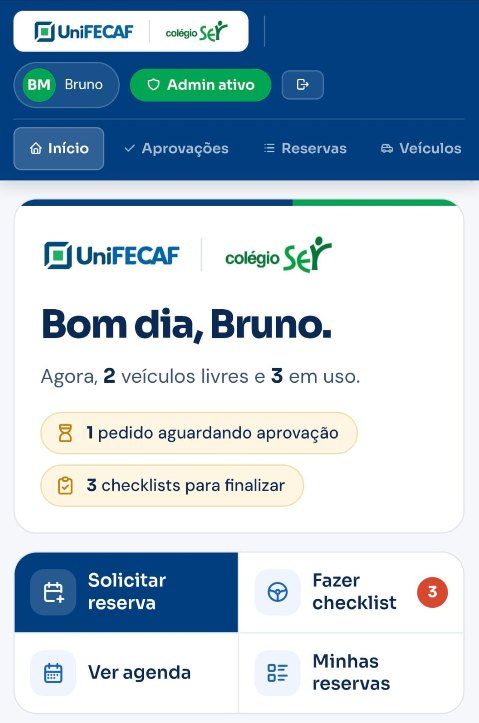 UniFECAF
colégio Ser
BM Bruno
Admin ativo
Início Aprovações Reservas Veículos
UniFECAF
colégio Ser
Bom dia, Bruno.
Agora, 2 veículos livres e 3 em uso.
1 pedido aguardando aprovação
3 checklists para finalizar
Solicitar
reserva
Fazer
checklist
3
Ver agenda
Minhas
reservas